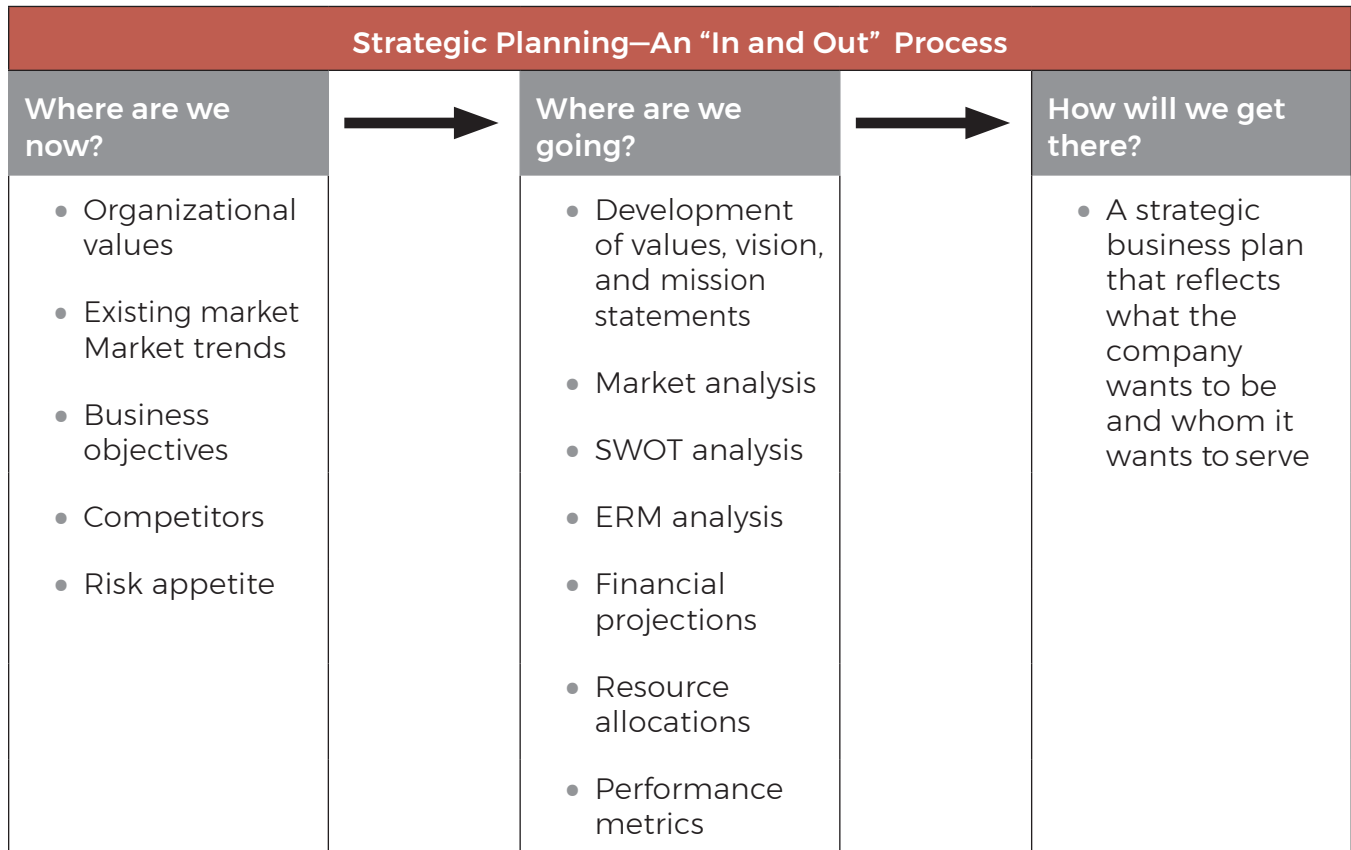 Strategic Planning—An “In and Out” Process
Where are we
now?
Where are we
going?
How will we get
there?
• Organizational
values
• Existing market
Market trends
• Business
objectives
• Competitors
• Risk appetite
• Development
of values, vision,
and mission
statements
• Market analysis
• SWOT analysis
• ERM analysis
• Financial
projections
• Resource
allocations
• Performance
metrics
• A strategic
business plan
that reflects
what the
company
wants to be
and whom it
wants to serve